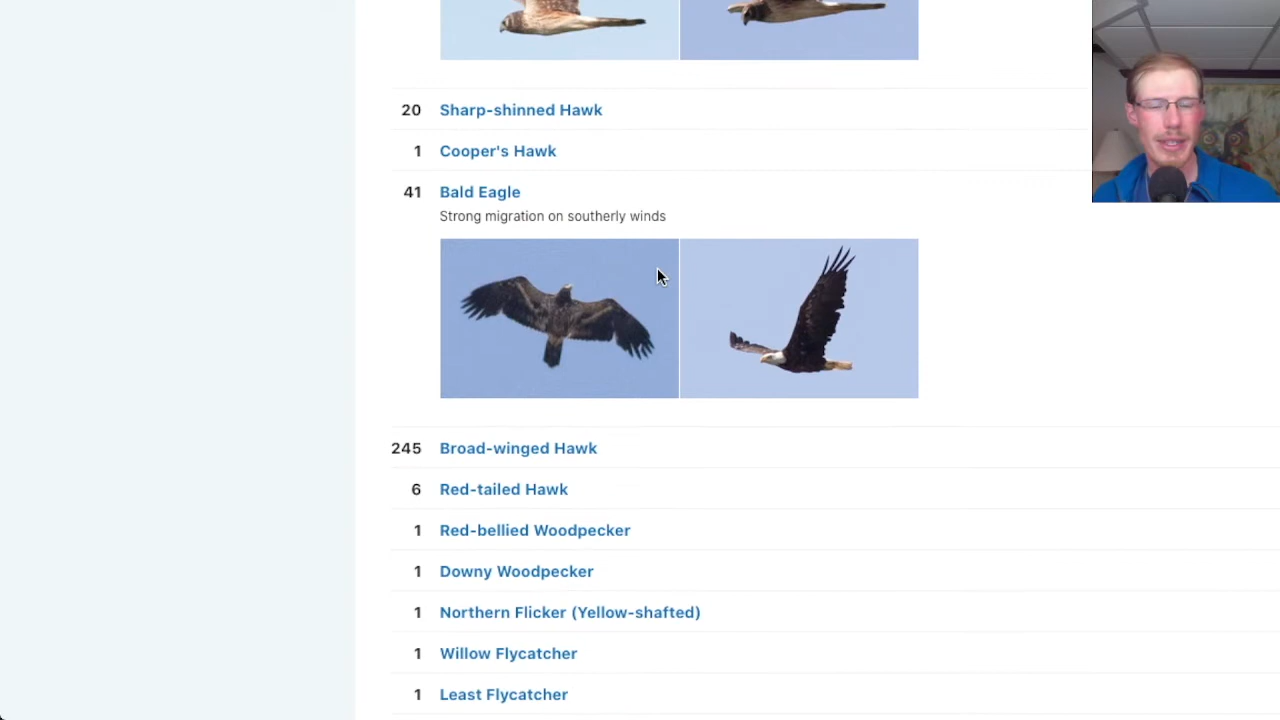 20 Sharp-shinned Hawk
1 Cooper's Hawk
41 Bald Eagle
Strong migration on southerly winds
245 Broad-winged Hawk
6 Red-tailed Hawk
1 Red-bellied Woodpecker
1 Downy Woodpecker
1 Northern Flicker (Yellow-shafted)
1 Willow Flycatcher
1 Least Flycatcher